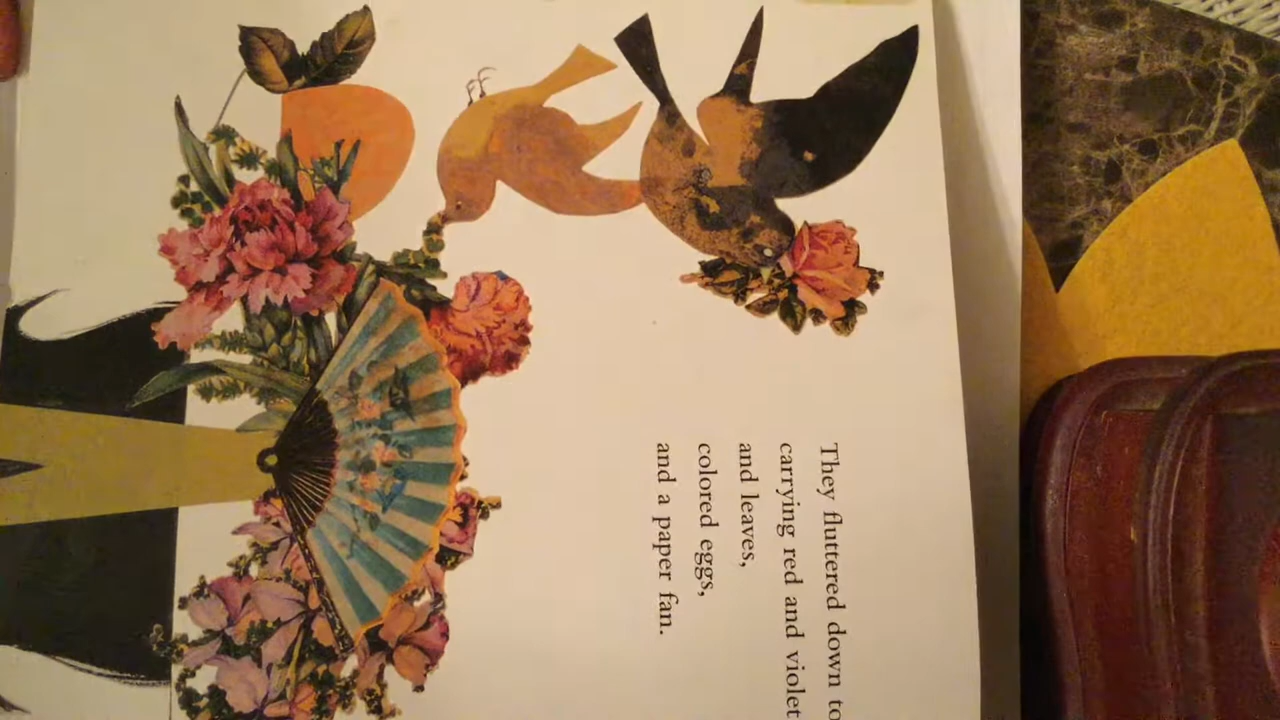 They fluttered down to
carrying red and violet
and leaves,
colored eggs,
and a paper fan.